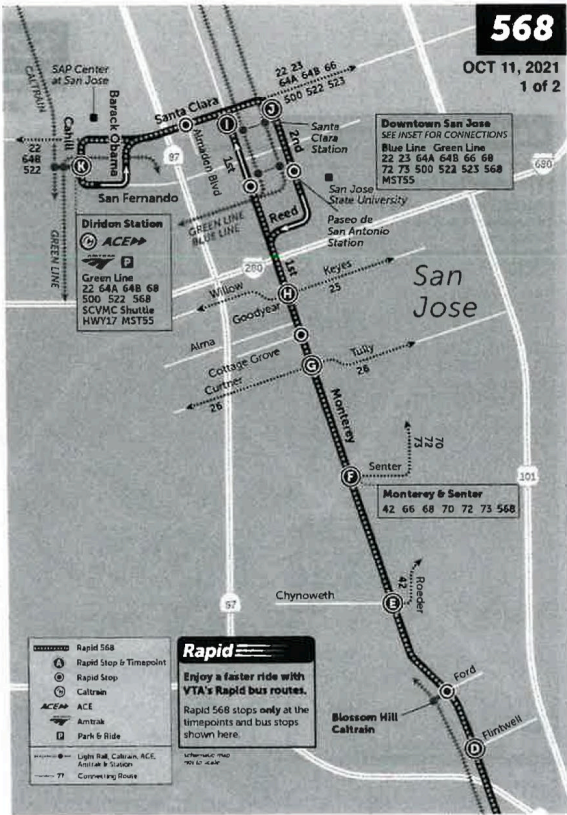 568
OCT 11, 2021
1 of 2
CALTRAIN
SAP Center
at San Jose
Barack Obama
Cahill
Santa Clara
22 23
64A 64B 66
500 522 523
I
J
K
22
64B
522
87
Almaden Blvd
1st
2nd
Santa
Clara
Station
Downtown San Jose
SEE INSET FOR CONNECTIONS
Blue Line Green Line
22 23 64A 64B 66 68
72 73 500 522 523 568
MST55
680
San Fernando
San Jose
State University
GREEN LINE
BLUE LINE
Reed
Paseo de
San Antonio
Station
GREEN LINE
Diridon Station
ACE
AMTRAK P
Green Line
22 64A 64B 68
500 522 568
SCVMC Shuttle
HWY17 MST55
280
1st
Willow
Keyes
25
H
San
Jose
Goodyear
Alma
Cottage Grove
Tully
26
Curtner
26
G
Monterey
70
72
73
Senter
F
101
Monterey & Senter
42 66 68 70 72 73 568
Roeder
42
Chynoweth
E
87
Ford
Blossom Hill
Caltrain
Flintwell
D
Rapid 568
A Rapid Stop & Timepoint
Rapid Stop
Caltrain
ACE ACE
Amtrak
P Park & Ride
Light Rail, Caltrain, ACE,
Amtrak & Station
77 Connecting Route
Rapid
Enjoy a faster ride with
VTA's Rapid bus routes.
Rapid 568 stops only at the
timepoints and bus stops
shown here.
schematic map
not to scale